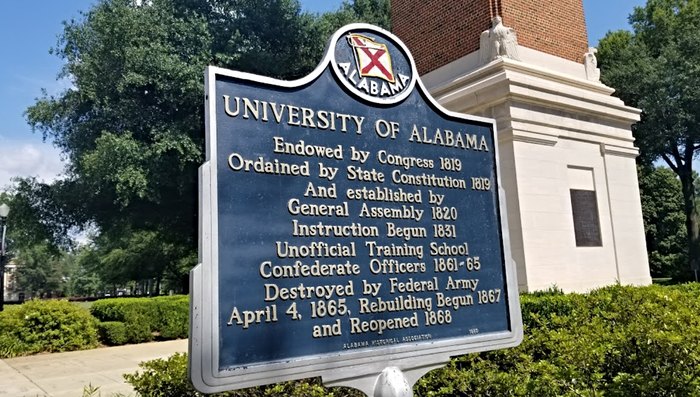 ALABAMA
UNIVERSITY OF ALABAMA
Endowed by Congress 1819
Ordained by State Constitution 1819
And established by
General Assembly 1820
Instruction Begun 1831
Unofficial Training School
Confederate Officers 1861-65
Destroyed by Federal Army
April 4, 1865, Rebuilding Begun 1867
and Reopened 1868
ALABAMA HISTORICAL ASSOCIATION